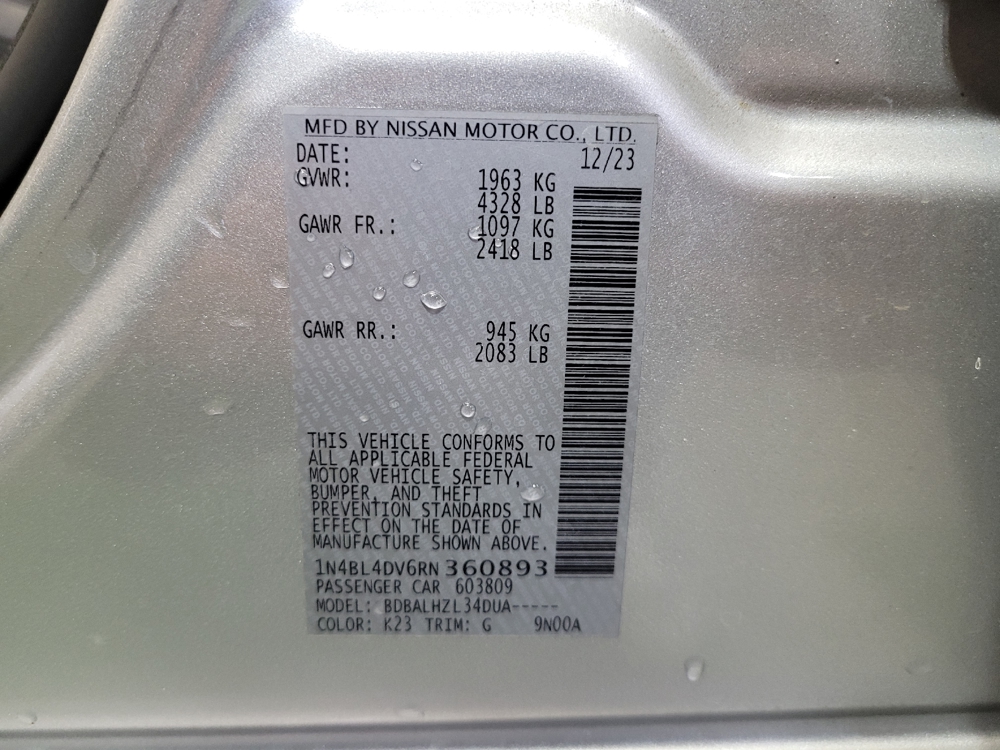 MFD BY NISSAN MOTOR CO., LTD.
DATE: 12/23
GVWR: 1963 KG
4328 LB
GAWR FR.: 1097 KG
2418 LB
GAWR RR.: 945 KG
2083 LB
THIS VEHICLE CONFORMS TO
ALL APPLICABLE FEDERAL
MOTOR VEHICLE SAFETY,
BUMPER, AND THEFT
PREVENTION STANDARDS IN
EFFECT ON THE DATE OF
MANUFACTURE SHOWN ABOVE.
1N4BL4DV6RN360893
PASSENGER CAR 603809
MODEL: BDBALHZL34DUA-----
COLOR: K23 TRIM: G 9N00A